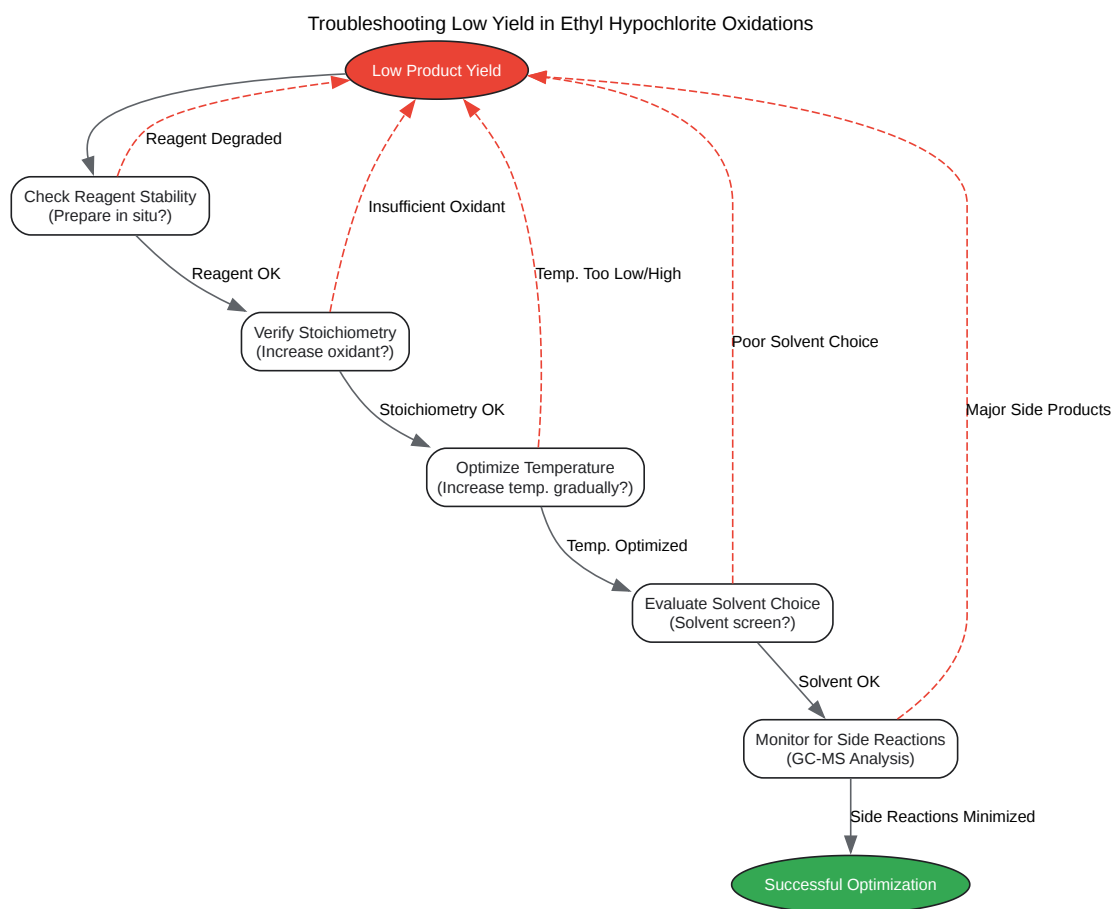 Troubleshooting Low Yield in Ethyl Hypochlorite Oxidations
Low Product Yield
Reagent Degraded
Check Reagent Stability
(Prepare in situ?)
Insufficient Oxidant
Reagent OK
Temp. Too Low/High
Verify Stoichiometry
(Increase oxidant?)
Poor Solvent Choice
Stoichiometry OK
Major Side Products
Optimize Temperature
(Increase temp. gradually?)
Temp. Optimized
Evaluate Solvent Choice
(Solvent screen?)
Solvent OK
Monitor for Side Reactions
(GC-MS Analysis)
Side Reactions Minimized
Successful Optimization